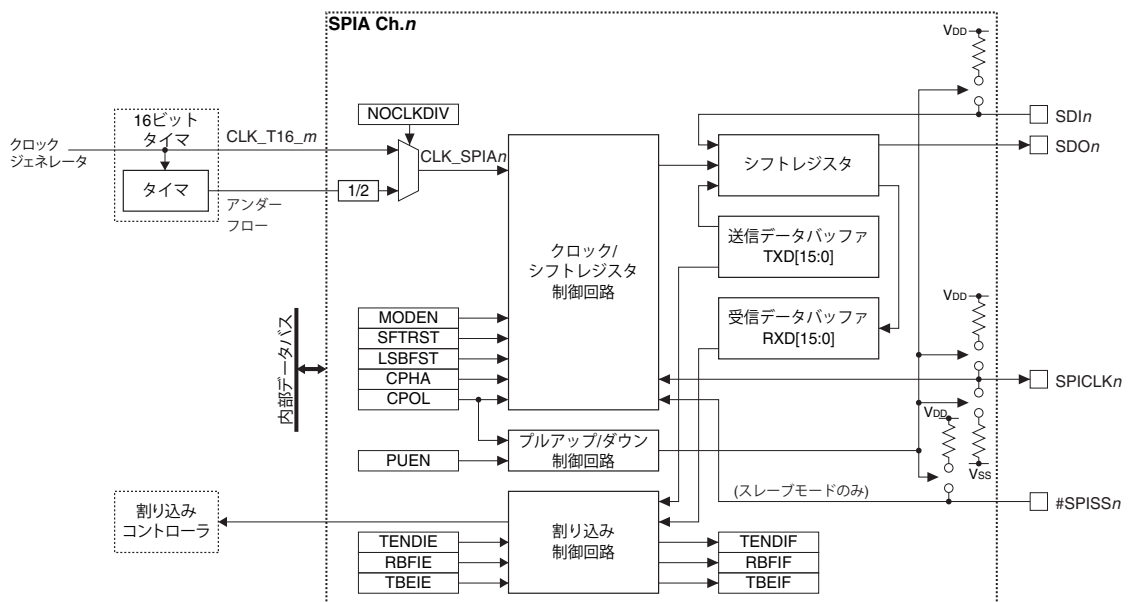 SPIA Ch.n
VDD
NOCLKDIV
16ビット
タイマ
CLK_T16_m
クロック
ジェネレータ
CLK_SPIAn
タイマ
1/2
アンダー
フロー
シフトレジスタ
SDIn
SDOn
送信データバッファ
TXD[15:0]
クロック/
シフトレジスタ
制御回路
受信データバッファ
RXD[15:0]
VDD
内部データバス
MODEN
SFTRST
LSBFST
CPHA
CPOL
SPICLKn
VDD
プルアップ/ダウン
制御回路
PUEN
VSS
(スレーブモードのみ)
#SPISSn
割り込み
コントローラ
割り込み
制御回路
TENDIE
RBFIE
TBEIE
TENDIF
RBFIF
TBEIF